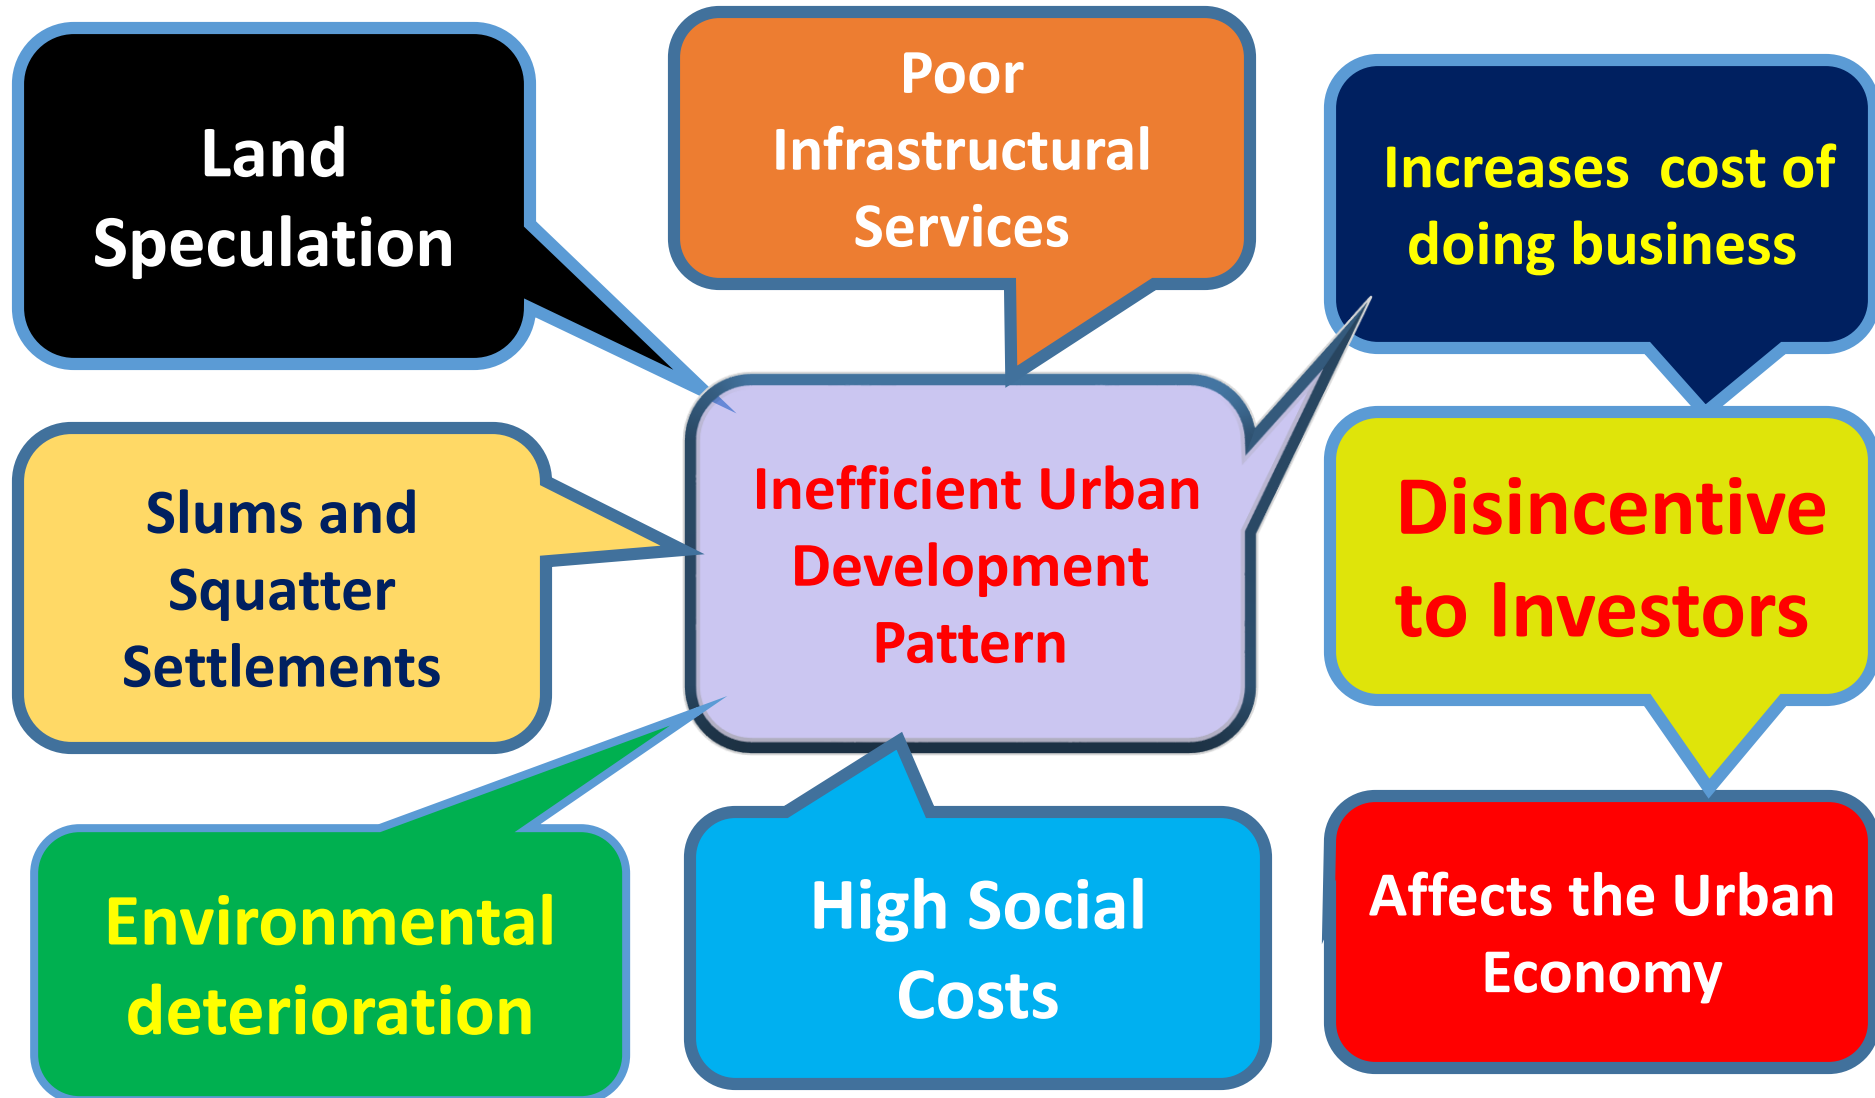 Land
Speculation
Poor
Infrastructural
Services
Increases cost of
doing business
Slums and
Squatter
Settlements
Inefficient Urban
Development
Pattern
Disincentive
to Investors
Environmental
deterioration
High Social
Costs
Affects the Urban
Economy